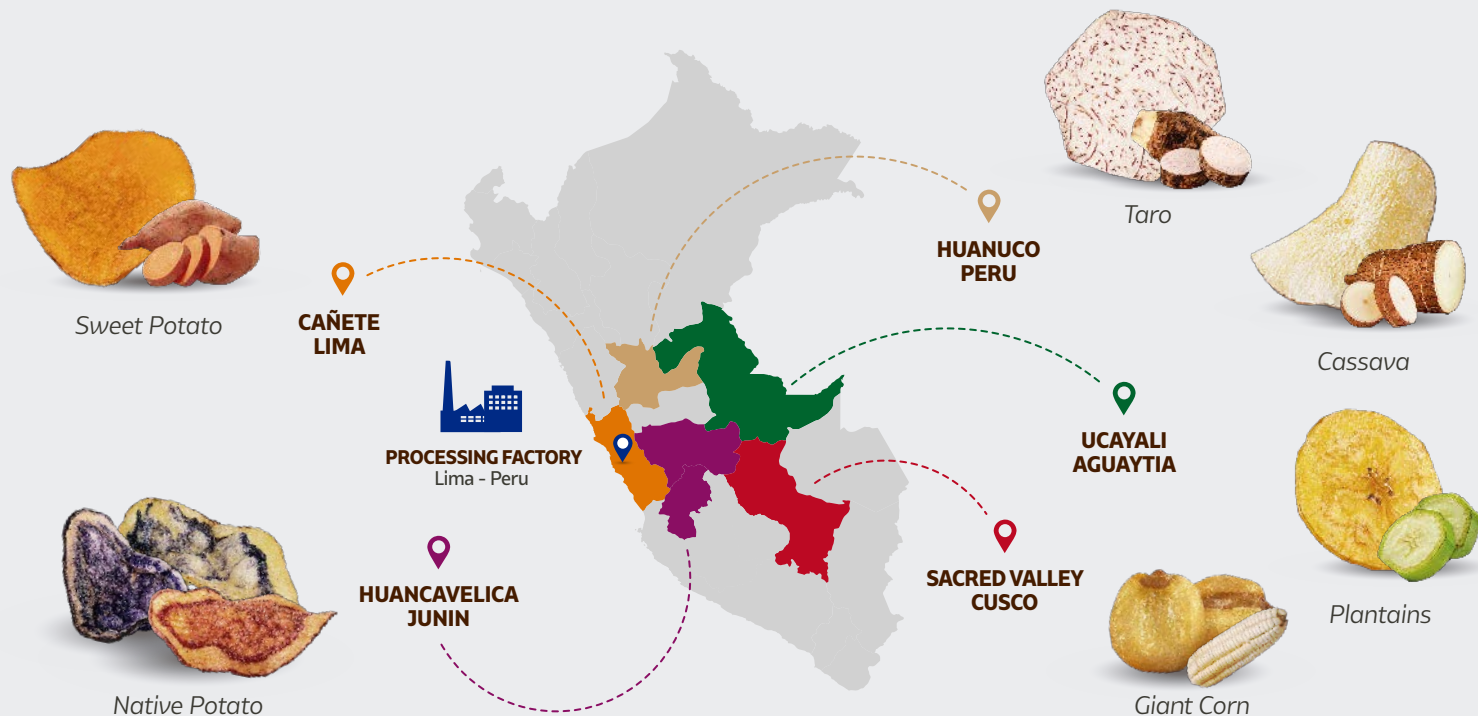 Taro
HUANUCO
PERU
Sweet Potato
CAÑETE
LIMA
Cassava
PROCESSING FACTORY
Lima - Peru
UCAYALI
AGUAYTIA
HUANCAVELICA
JUNIN
SACRED VALLEY
CUSCO
Plantains
Native Potato
Giant Corn